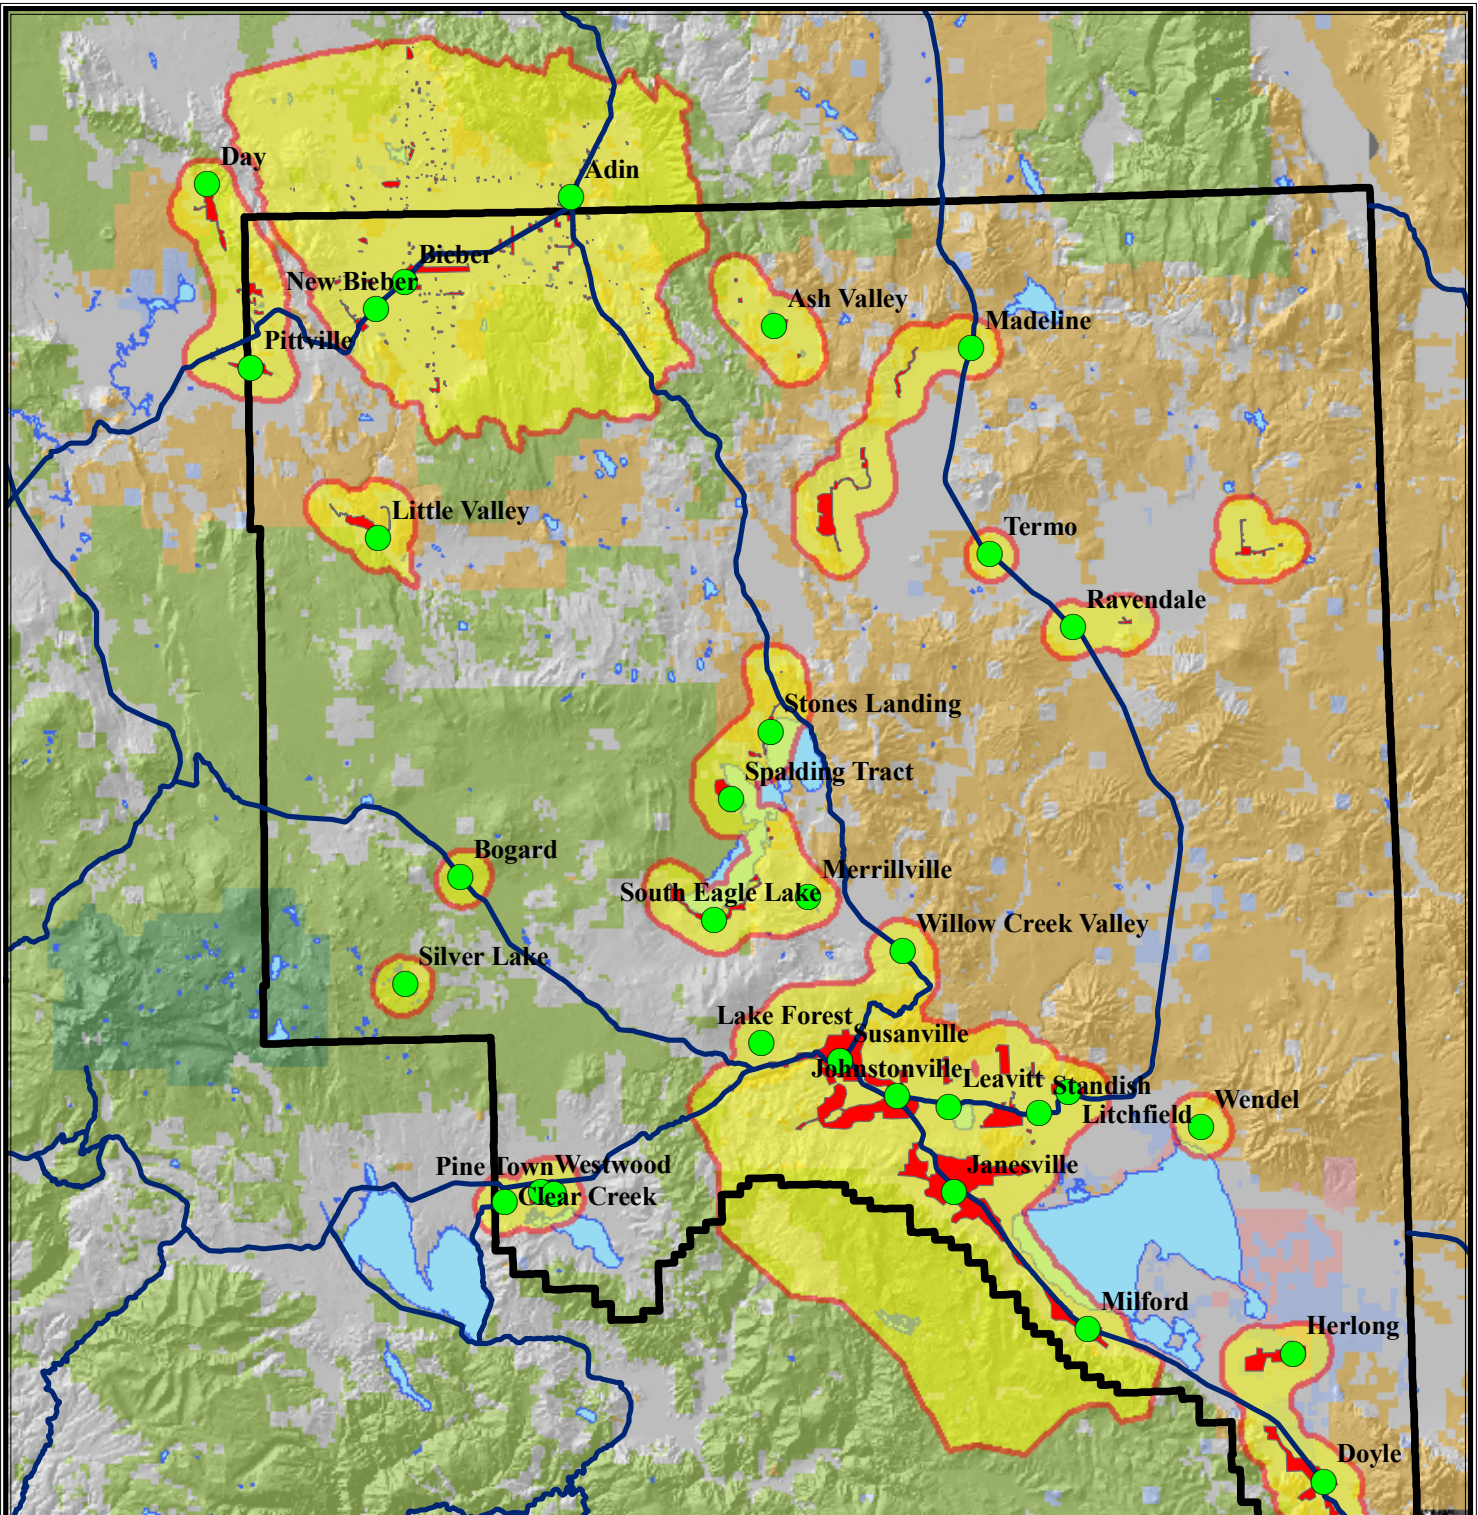 Day
Adin
Bieber
New Bieber
Ash Valley
Madeline
Pittville
Little Valley
Termo
Ravendale
Stones Landing
Spalding Tract
Bogard
Merrillville
South Eagle Lake
Willow Creek Valley
Silver Lake
Lake Forest
Susanville
Johnstonville
Leavitt
Standish
Wendel
Litchfield
Pine Town
Westwood
Janesville
Clear Creek
Milford
Herlong
Doyle